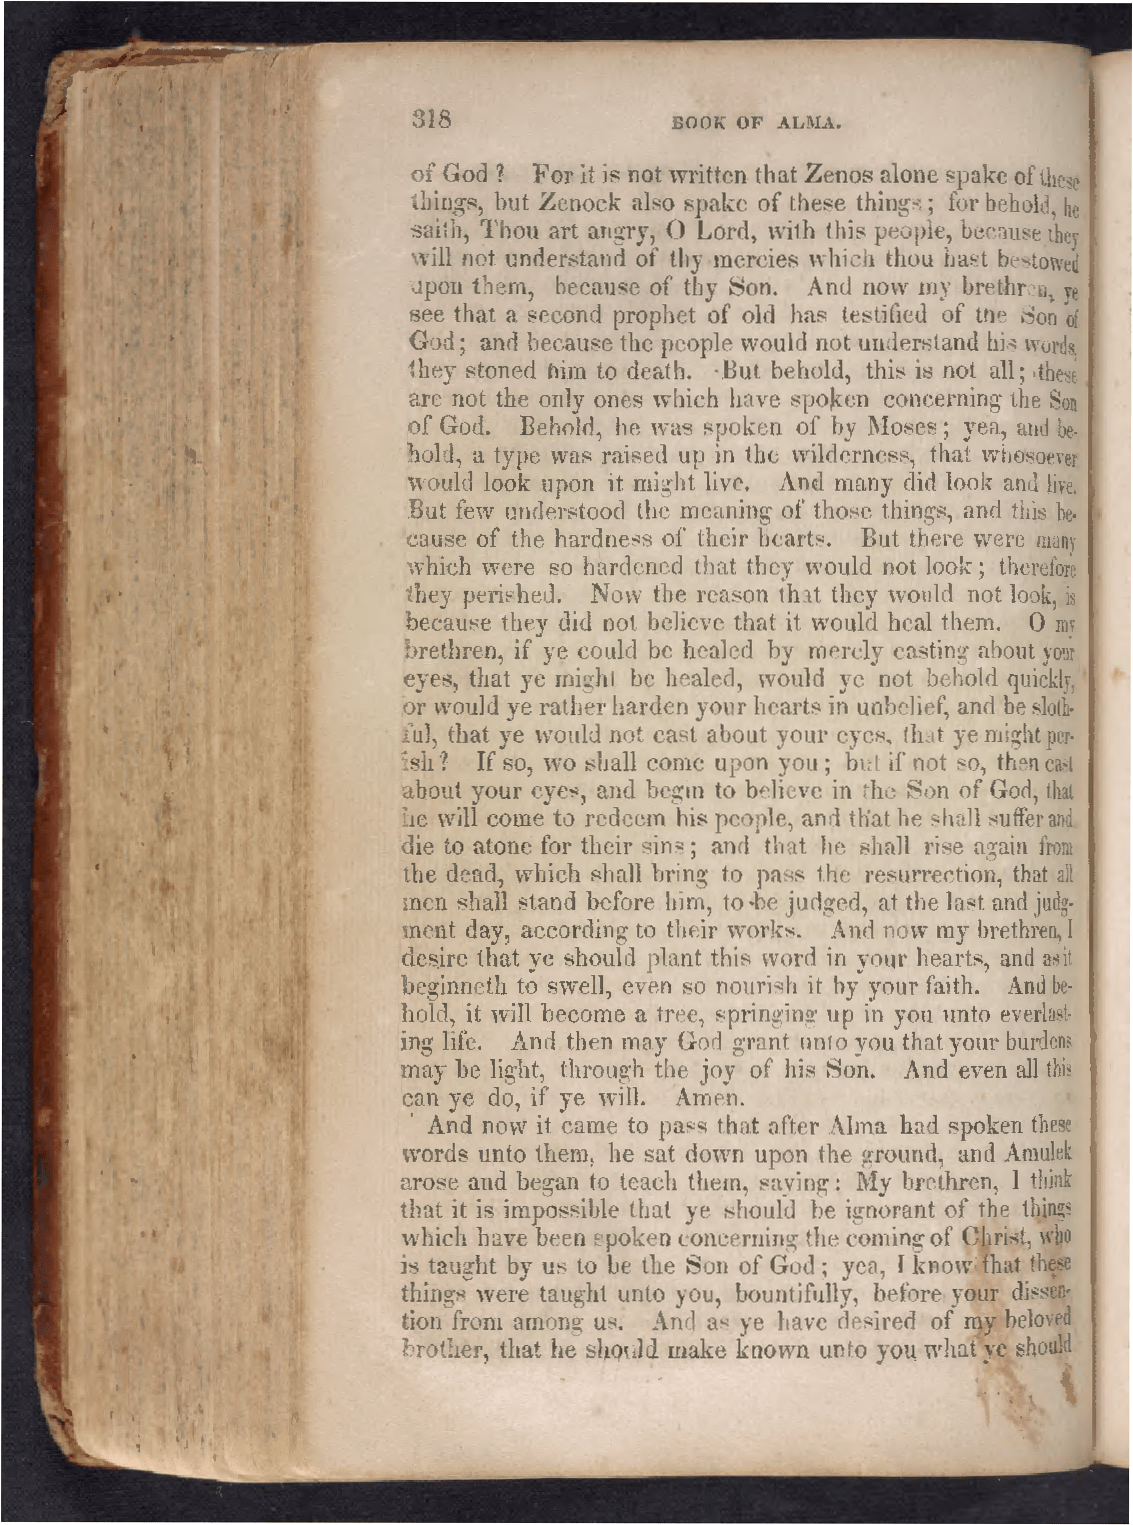 318 BOOK OF ALMA.
of God ? For it is not written that Zenos alone spake of these
things, but Zenock also spake of these things ; for behold, he
saith, Thou art angry, O Lord, with this people, because they
will not understand of thy mercies which thou hast bestowed
upon them, because of thy Son. And now my brethren, ye
see that a second prophet of old has testified of the Son of
God ; and because the people would not understand his words,
they stoned him to death. But behold, this is not all ; these
are not the only ones which have spoken concerning the Son
of God. Behold, he was spoken of by Moses ; yea, and be-
hold, a type was raised up in the wilderness, that whosoever
would look upon it might live. And many did look and live.
But few understood the meaning of those things, and this be-
cause of the hardness of their hearts. But there were many
which were so hardened that they would not look ; therefore
they perished. Now the reason that they would not look, is
because they did not believe that it would heal them. O my
brethren, if ye could be healed by merely casting about your
eyes, that ye might be healed, would ye not behold quickly,
or would ye rather harden your hearts in unbelief, and be sloth-
ful, that ye would not cast about your eyes, that ye might per-
ish ? If so, wo shall come upon you ; but if not so, then cast
about your eyes, and begin to believe in the Son of God, that
he will come to redeem his people, and that he shall suffer and
die to atone for their sins ; and that he shall rise again from
the dead, which shall bring to pass the resurrection, that all
men shall stand before him, to be judged, at the last and judg-
ment day, according to their works. And now my brethren, I
desire that ye should plant this word in your hearts, and as it
beginneth to swell, even so nourish it by your faith. And be-
hold, it will become a tree, springing up in you unto everlast-
ing life. And then may God grant unto you that your burdens
may be light, through the joy of his Son. And even all this
can ye do, if ye will. Amen.
And now it came to pass that after Alma had spoken these
words unto them, he sat down upon the ground, and Amulek
arose and began to teach them, saying : My brethren, I think
that it is impossible that ye should be ignorant of the things
which have been spoken concerning the coming of Christ, who
is taught by us to be the Son of God ; yea, I know that these
things were taught unto you, bountifully, before your dissen-
tion from among us. And as ye have desired of my beloved
brother, that he should make known unto you what ye should